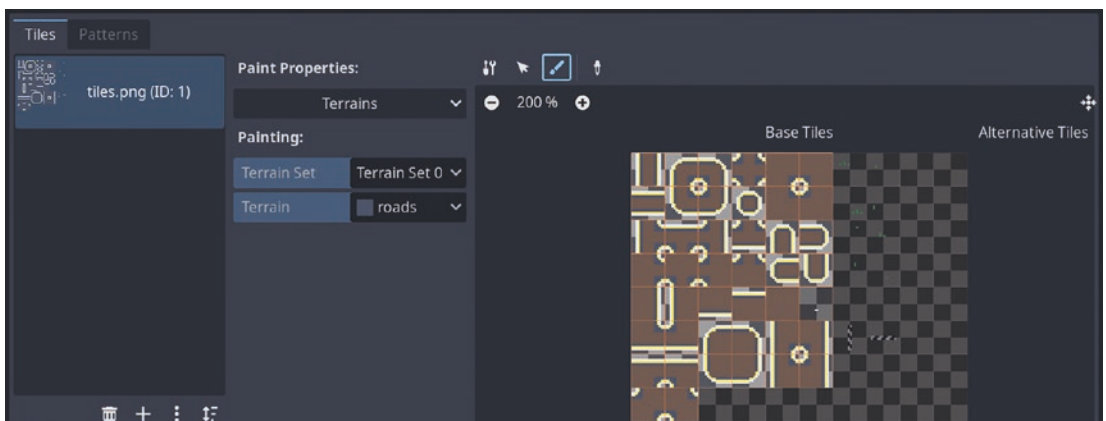 Tiles
Patterns
tiles.png (ID: 1)
Paint Properties:
Terrains
Painting:
Terrain Set
Terrain Set 0
Terrain
roads
200 %
Base Tiles
Alternative Tiles